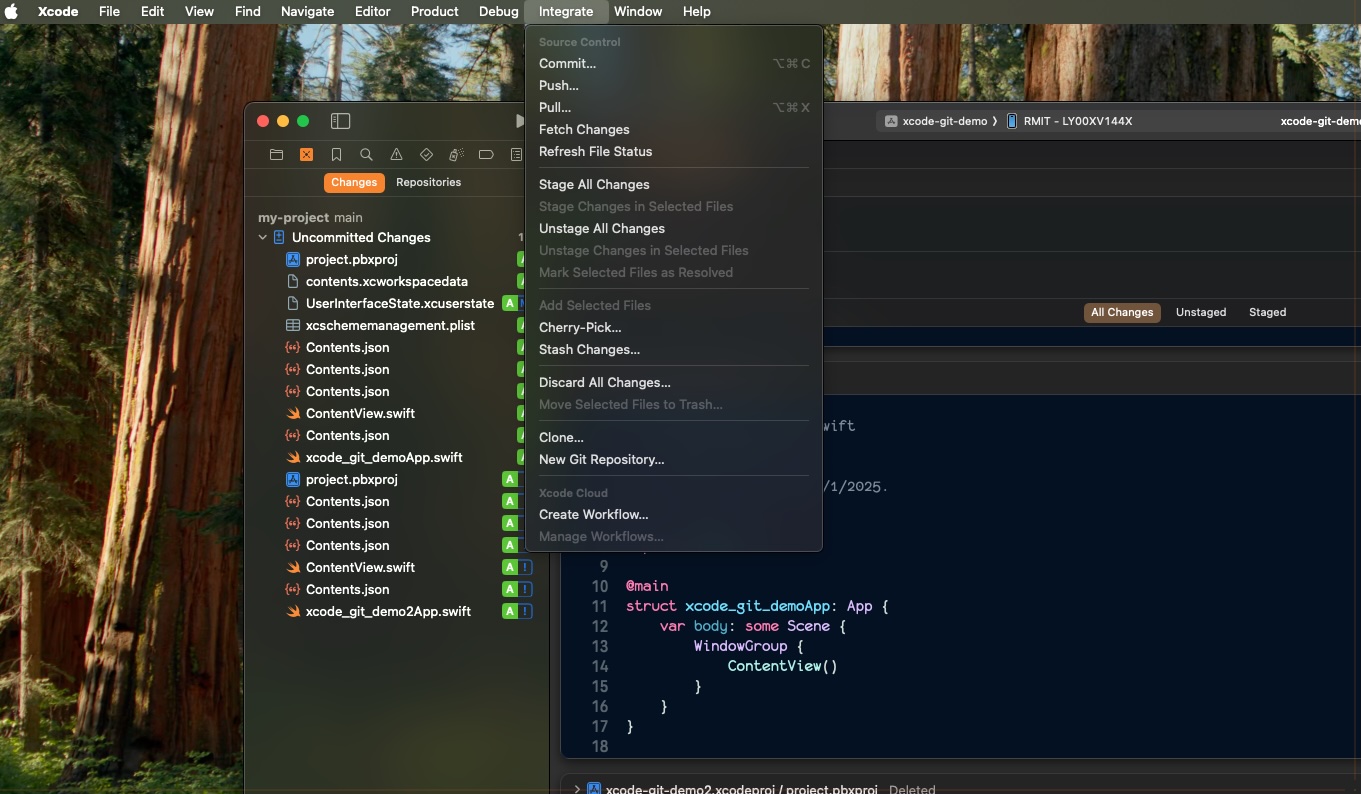 Xcode File Edit View Find Navigate Editor Product Debug Integrate Window Help
Source Control
Commit... ⌥⌘C
Push...
Pull... ⌥⌘X
Fetch Changes
Refresh File Status
Stage All Changes
Stage Changes in Selected Files
Unstage All Changes
Unstage Changes in Selected Files
Mark Selected Files as Resolved
Add Selected Files
Cherry-Pick...
Stash Changes...
Discard All Changes...
Move Selected Files to Trash...
Clone...
New Git Repository...
Xcode Cloud
Create Workflow...
Manage Workflows...
xcode-git-demo 〉 RMIT - LY00XV144X
Changes Repositories
my-project main
Uncommitted Changes
project.pbxproj
contents.xcworkspacedata
UserInterfaceState.xcuserstate A
xcschememanagement.plist
Contents.json
Contents.json
Contents.json
ContentView.swift
Contents.json
xcode_git_demoApp.swift
project.pbxproj A
Contents.json A
Contents.json A
Contents.json A
ContentView.swift A !
Contents.json A !
xcode_git_demo2App.swift A !
All Changes Unstaged Staged
/1/2025.
9
10 @main
11 struct xcode_git_demoApp: App {
12 var body: some Scene {
13 WindowGroup {
14 ContentView()
15 }
16 }
17 }
18
xcode-git-demo2.xcodeproj / project.pbxproj Deleted